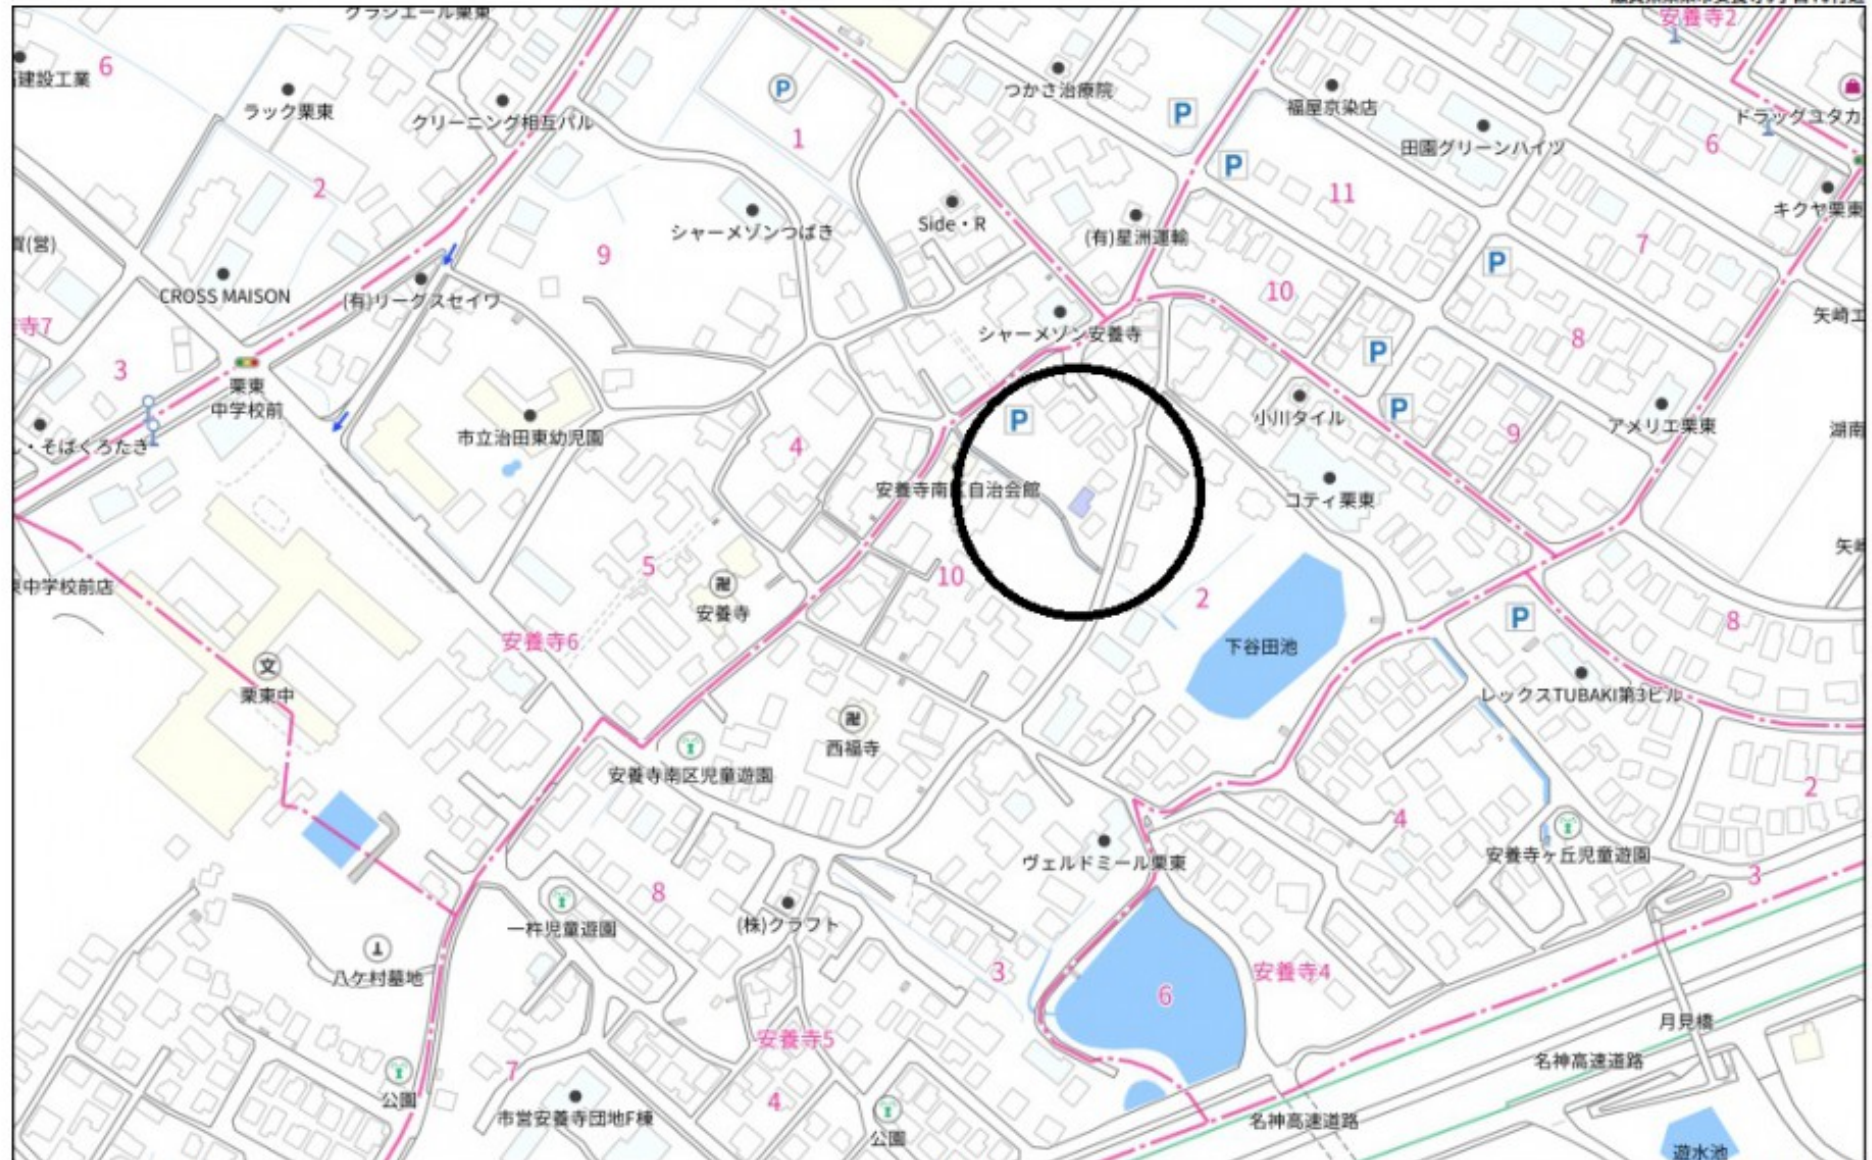 グランエール栗東
安養寺2
6
建設工業
ラック栗東
クリーニング相互パル
P
1
つかさ治療院
P
福屋京染店
田園グリーンハイツ
ドラッグユタカ
6
2
P
11
キクヤ栗東
Side・R
シャーメゾンつばき
(有)星洲運輸
賀(営)
9
7
P
CROSS MAISON
(有)リーグスセイワ
10
寺7
シャーメゾン安養寺
矢崎工
8
P
3
栗東
中学校前
P
小川タイル
P
アメリエ栗東
湖南
9
・そばくろたき
市立治田東幼児園
4
安養寺南区自治会館
コティ栗東
5
10
2
東中学校前店
卍
安養寺
P
8
安養寺6
下谷田池
文
栗東中
レックスTUBAKI第3ビル
卍
西福寺
安養寺南区児童遊園
2
4
ヴェルドミール栗東
安養寺ヶ丘児童遊園
3
8
一杵児童遊園
(株)クラフト
八ケ村墓地
3
安養寺4
6
月見橋
安養寺5
名神高速道路
7
公園
4
市営安養寺団地F棟
公園
名神高速道路
遊水池